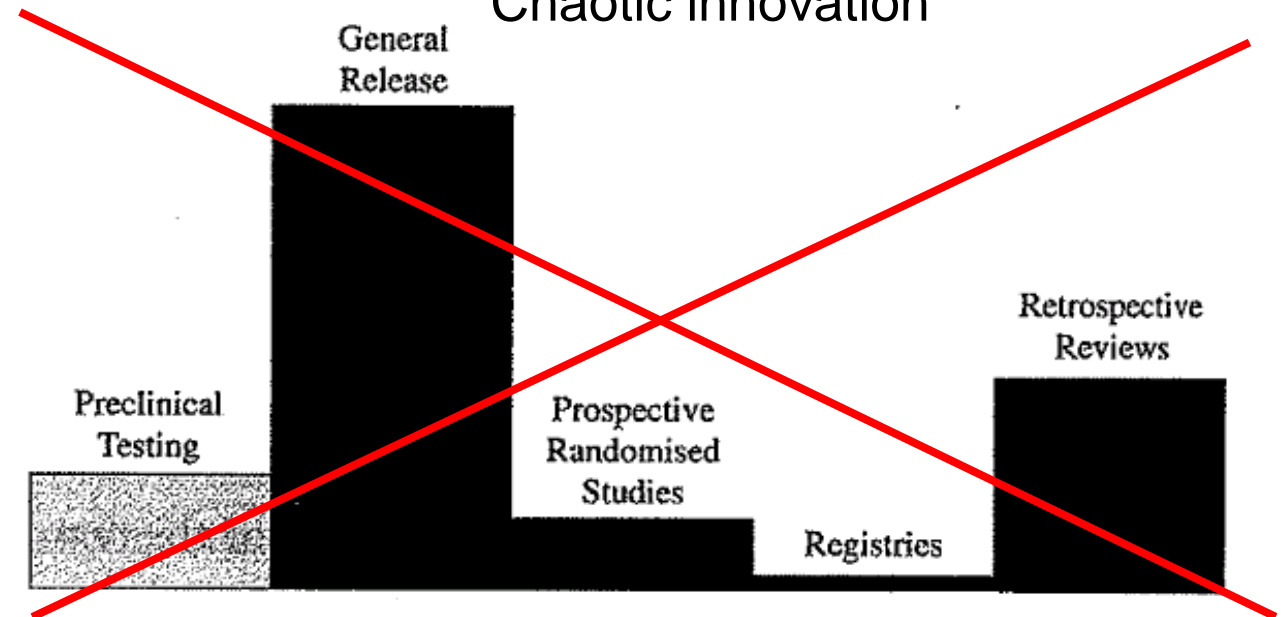 Chaotic Innovation
General
Release
Retrospective
Reviews
Preclinical
Testing
Prospective
Randomised
Studies
Registries